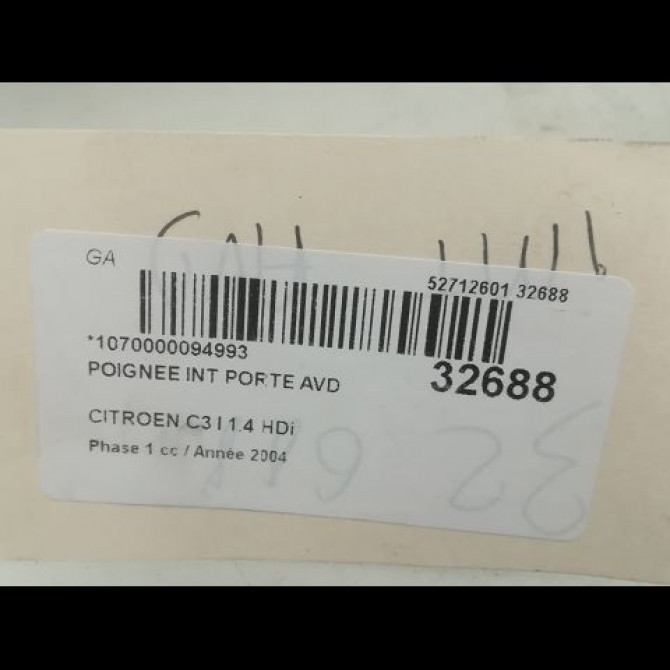 GA
52712601 32688
*1070000094993
32688
POIGNEE INT PORTE AVD
CITROEN C3 I 1.4 HDi
Phase 1 cc / Année 2004